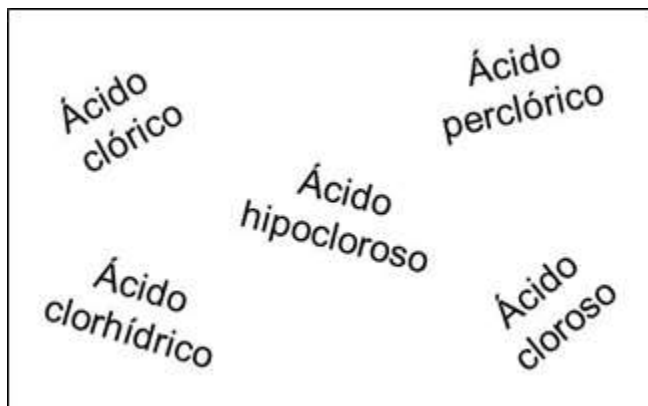 Ácido
clórico
Ácido
perclórico
Ácido
hipocloroso
Ácido
clorhídrico
Ácido
cloroso